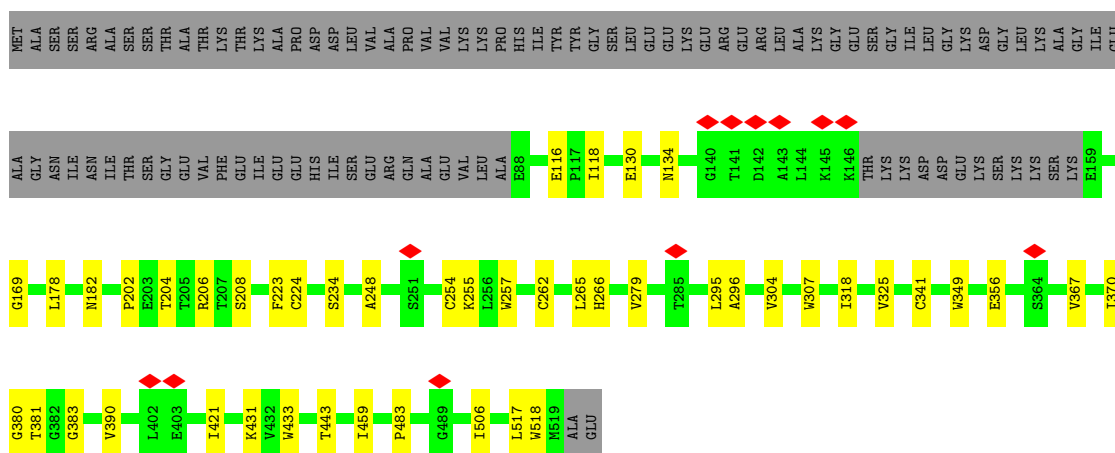 MET ALA SER SER ARG ALA SER SER THR ALA THR LYS THR LYS ALA PRO ASP ASP LEU VAL ALA PRO VAL VAL LYS LYS PRO HIS ILE TYR TYR GLY SER LEU GLU GLU LYS GLU ARG GLU ARG LEU ALA LYS GLY GLU SER GLY ILE LEU GLY LYS ASP GLY LEU LYS ALA GLY ILE GLU
ALA GLY ASN ILE ASN ILE THR SER GLY GLU VAL PHE GLU ILE GLU GLU HIS ILE SER GLU ARG GLN ALA GLU VAL LEU ALA E88 E116 P117 I118 E130 N134 G140 T141 D142 A143 L144 K145 K146 THR LYS LYS ASP ASP GLU LYS SER LYS LYS SER LYS E159
G169 L178 N182 P202 E203 T204 T205 R206 T207 S208 F223 C224 S234 A248 S251 C254 K255 L256 W257 C262 L265 H266 V279 T285 L295 A296 V304 W307 I318 V325 C341 W349 E356 S364 V367 I370
G380 T381 G382 G383 V390 L402 E403 I421 K431 V432 W433 T443 I459 P483 G489 I506 L517 W518 M519 ALA GLU